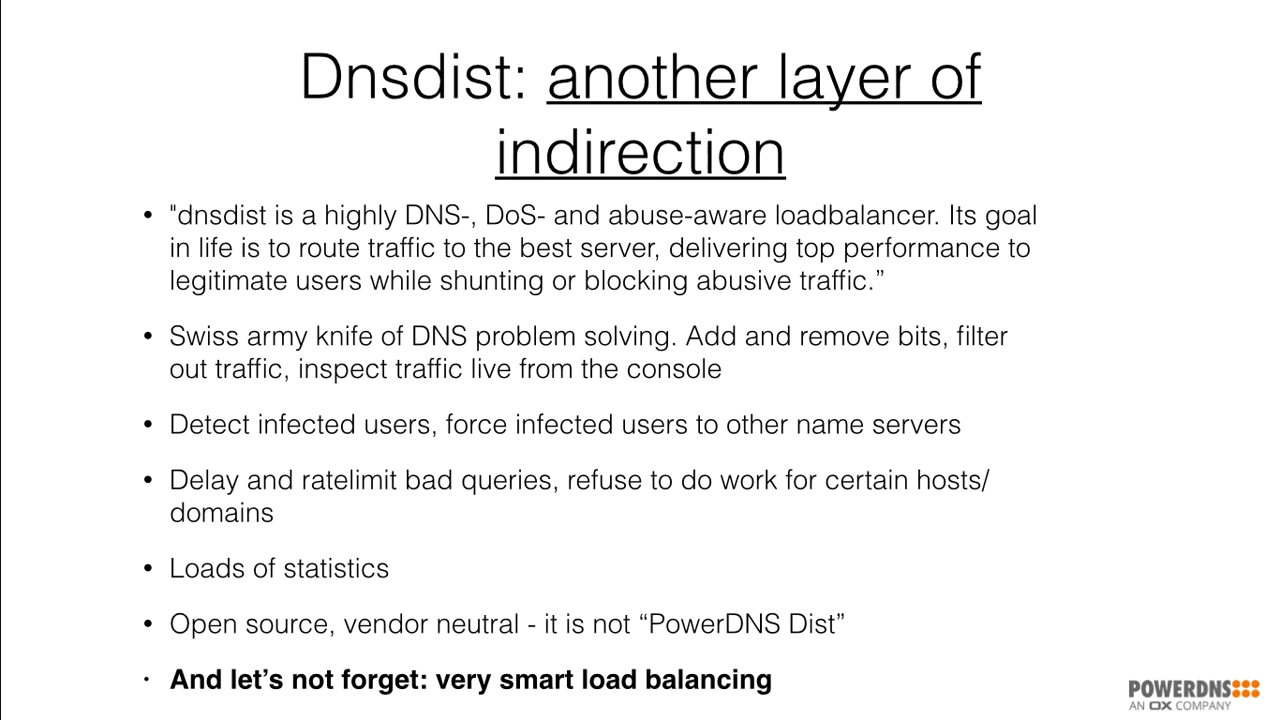 Dnsdist: another layer of
indirection
• "dnsdist is a highly DNS-, DoS- and abuse-aware loadbalancer. Its goal
in life is to route traffic to the best server, delivering top performance to
legitimate users while shunting or blocking abusive traffic.”
• Swiss army knife of DNS problem solving. Add and remove bits, filter
out traffic, inspect traffic live from the console
• Detect infected users, force infected users to other name servers
• Delay and ratelimit bad queries, refuse to do work for certain hosts/
domains
• Loads of statistics
• Open source, vendor neutral - it is not “PowerDNS Dist”
• And let’s not forget: very smart load balancing
POWERDNS
AN OX COMPANY